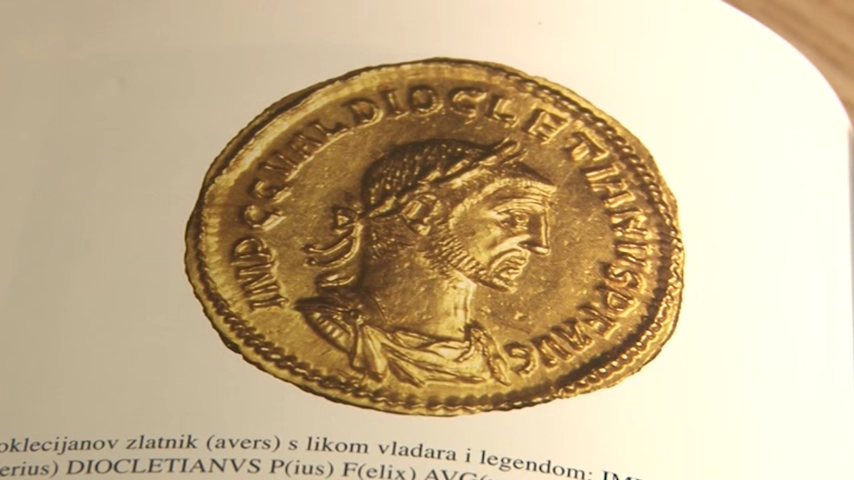 IMP C C VAL DIOCLETIANVS P F AVG
oklecijanov zlatnik (avers) s likom vladara i legendom: IM
erius) DIOCLETIANVS P(ius) F(elix) AVG(